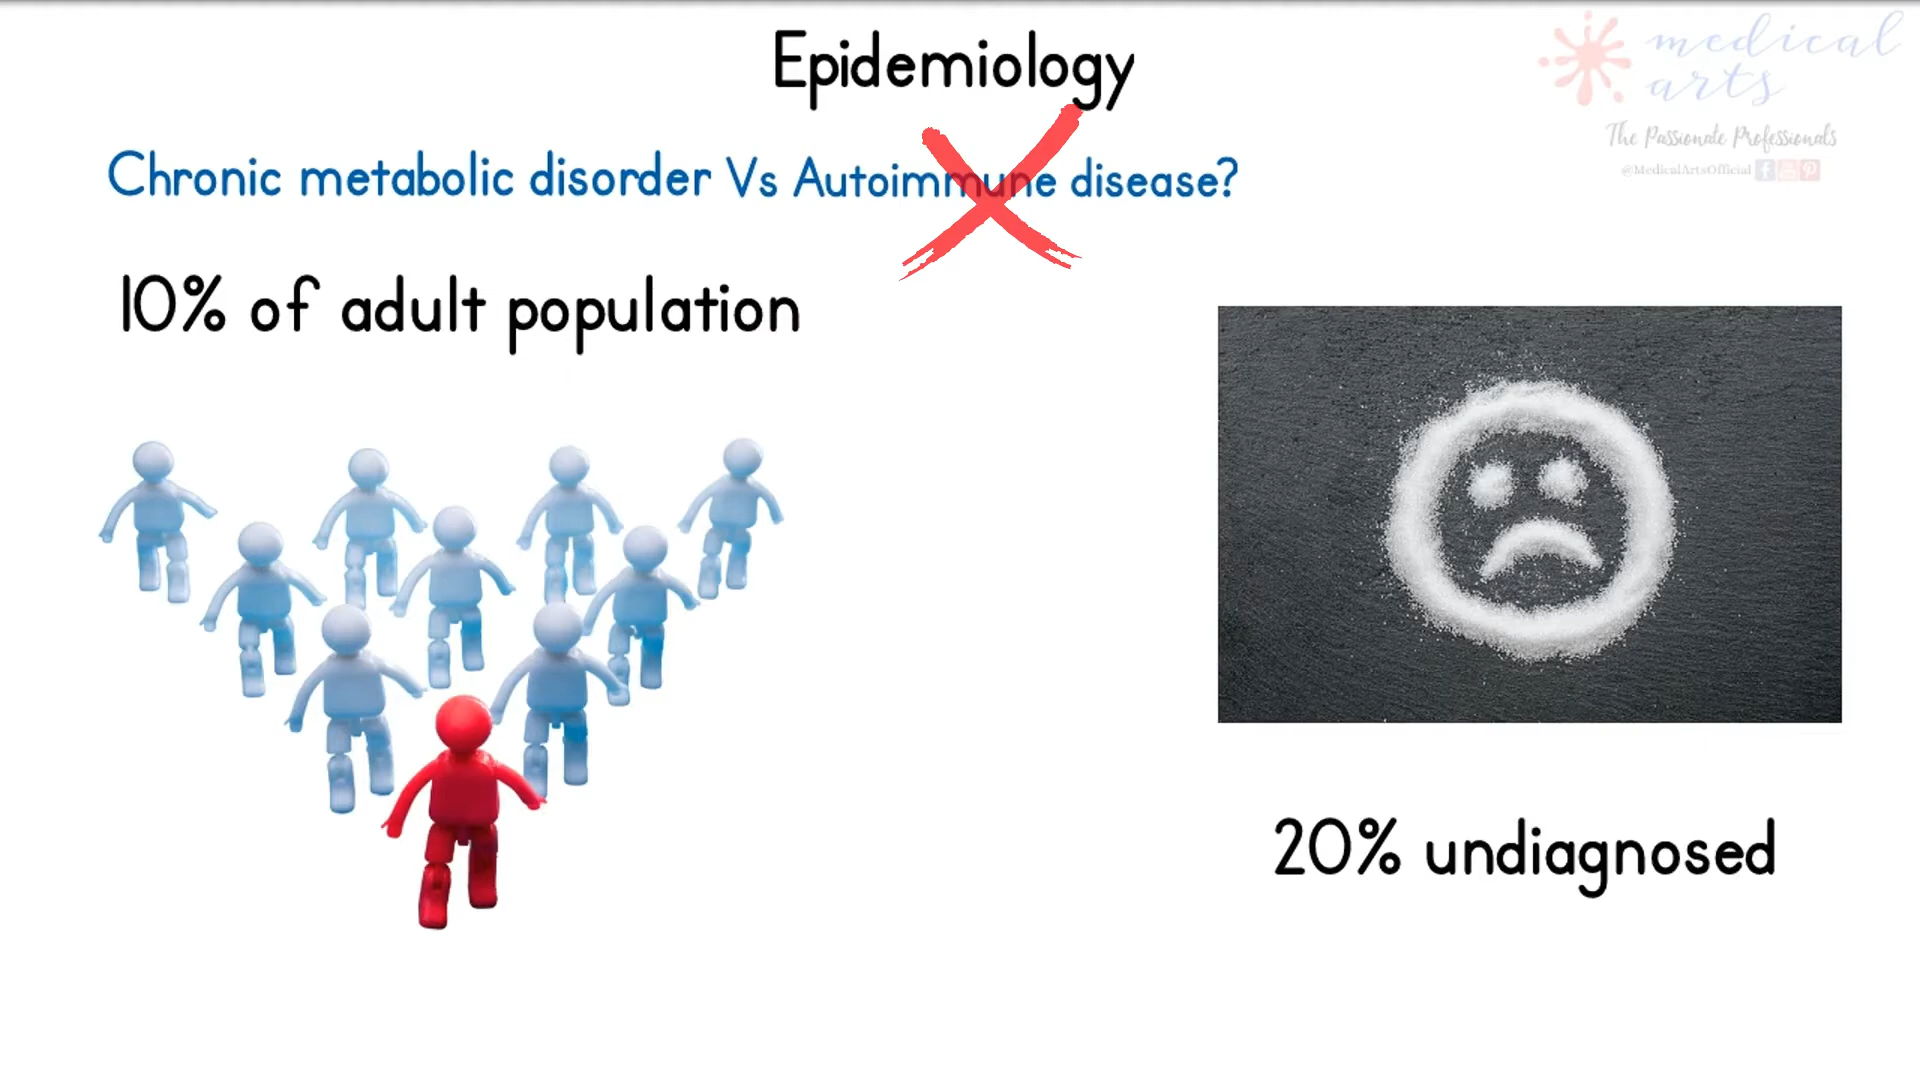 Epidemiology
medical
arts
The Passionate Professionals
@MedicalArtsOfficial
Chronic metabolic disorder Vs Autoimmune disease?
10% of adult population
20% undiagnosed